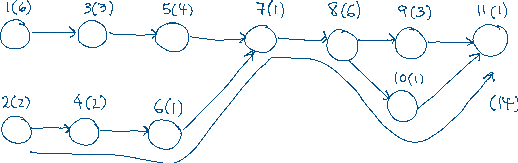 1(6) 3(3) 5(4) 7(1) 8(6) 9(3) 11(1)
2(2) 4(2) 6(1) 10(1)
(14)